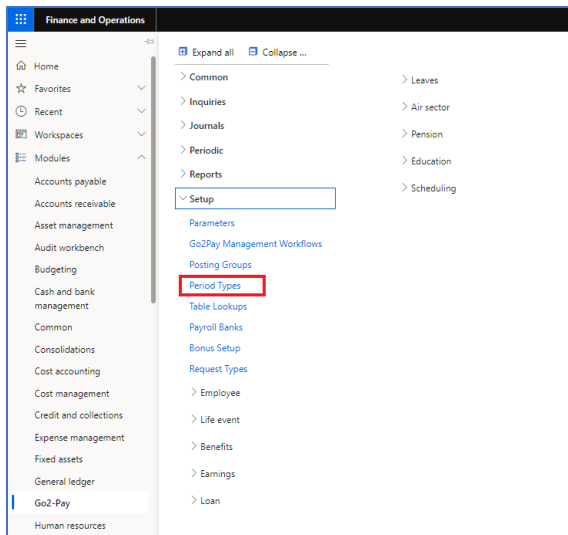 Finance and Operations
Home
Favorites
Recent
Workspaces
Modules
Accounts payable
Accounts receivable
Asset management
Audit workbench
Budgeting
Cash and bank
management
Common
Consolidations
Cost accounting
Cost management
Credit and collections
Expense management
Fixed assets
General ledger
Go2-Pay
Human resources
Expand all
Collapse ...
Common
Inquiries
Journals
Periodic
Reports
Setup
Parameters
Go2Pay Management Workflows
Posting Groups
Period Types
Table Lookups
Payroll Banks
Bonus Setup
Request Types
Employee
Life event
Benefits
Earnings
Loan
Leaves
Air sector
Pension
Education
Scheduling